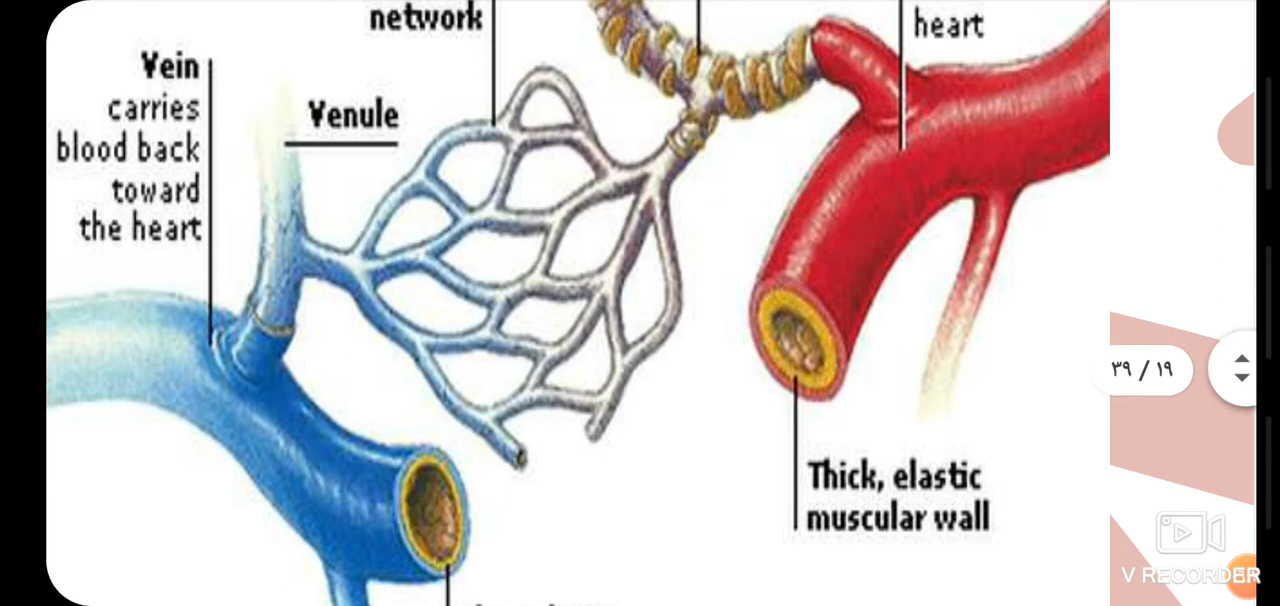 network
heart
Vein
carries
blood back
toward
the heart
Venule
٣٩ / ١٩
Thick, elastic
muscular wall
V RECORDER